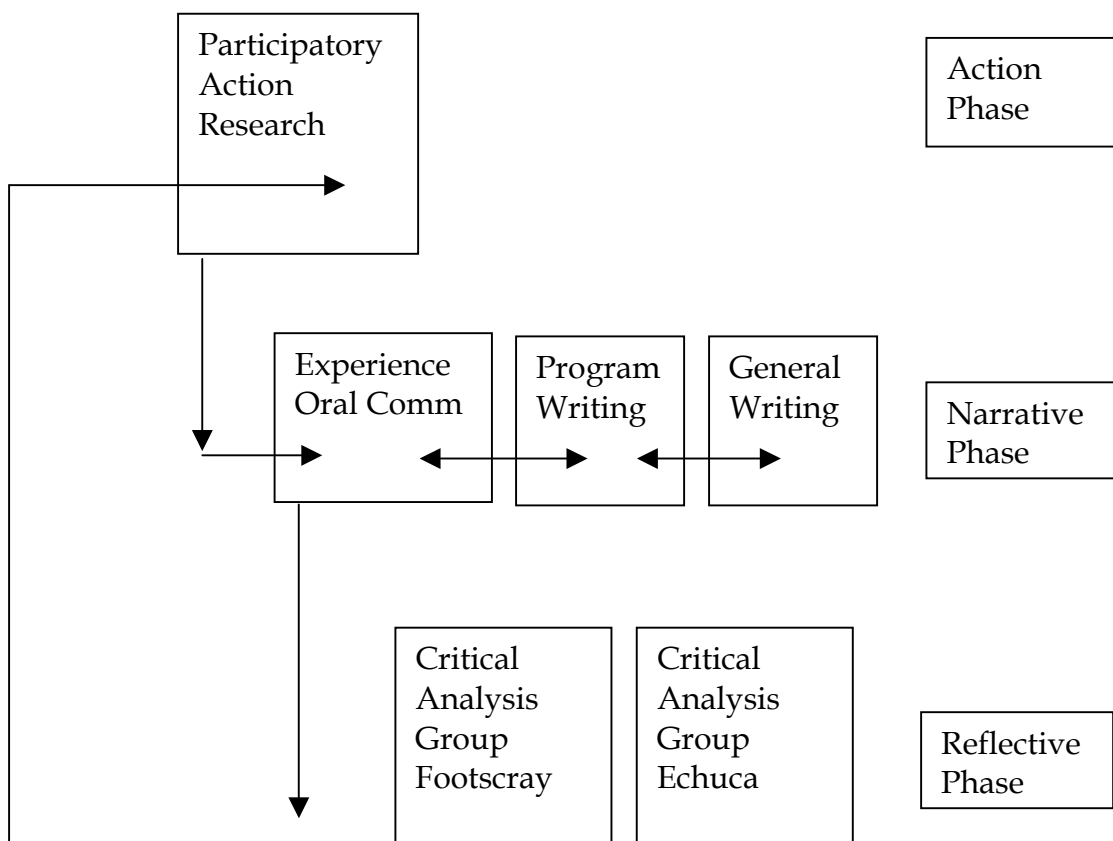 Participatory
Action
Research
Action
Phase
Experience
Oral Comm
Program
Writing
General
Writing
Narrative
Phase
Critical
Analysis
Group
Footscray
Critical
Analysis
Group
Echuca
Reflective
Phase